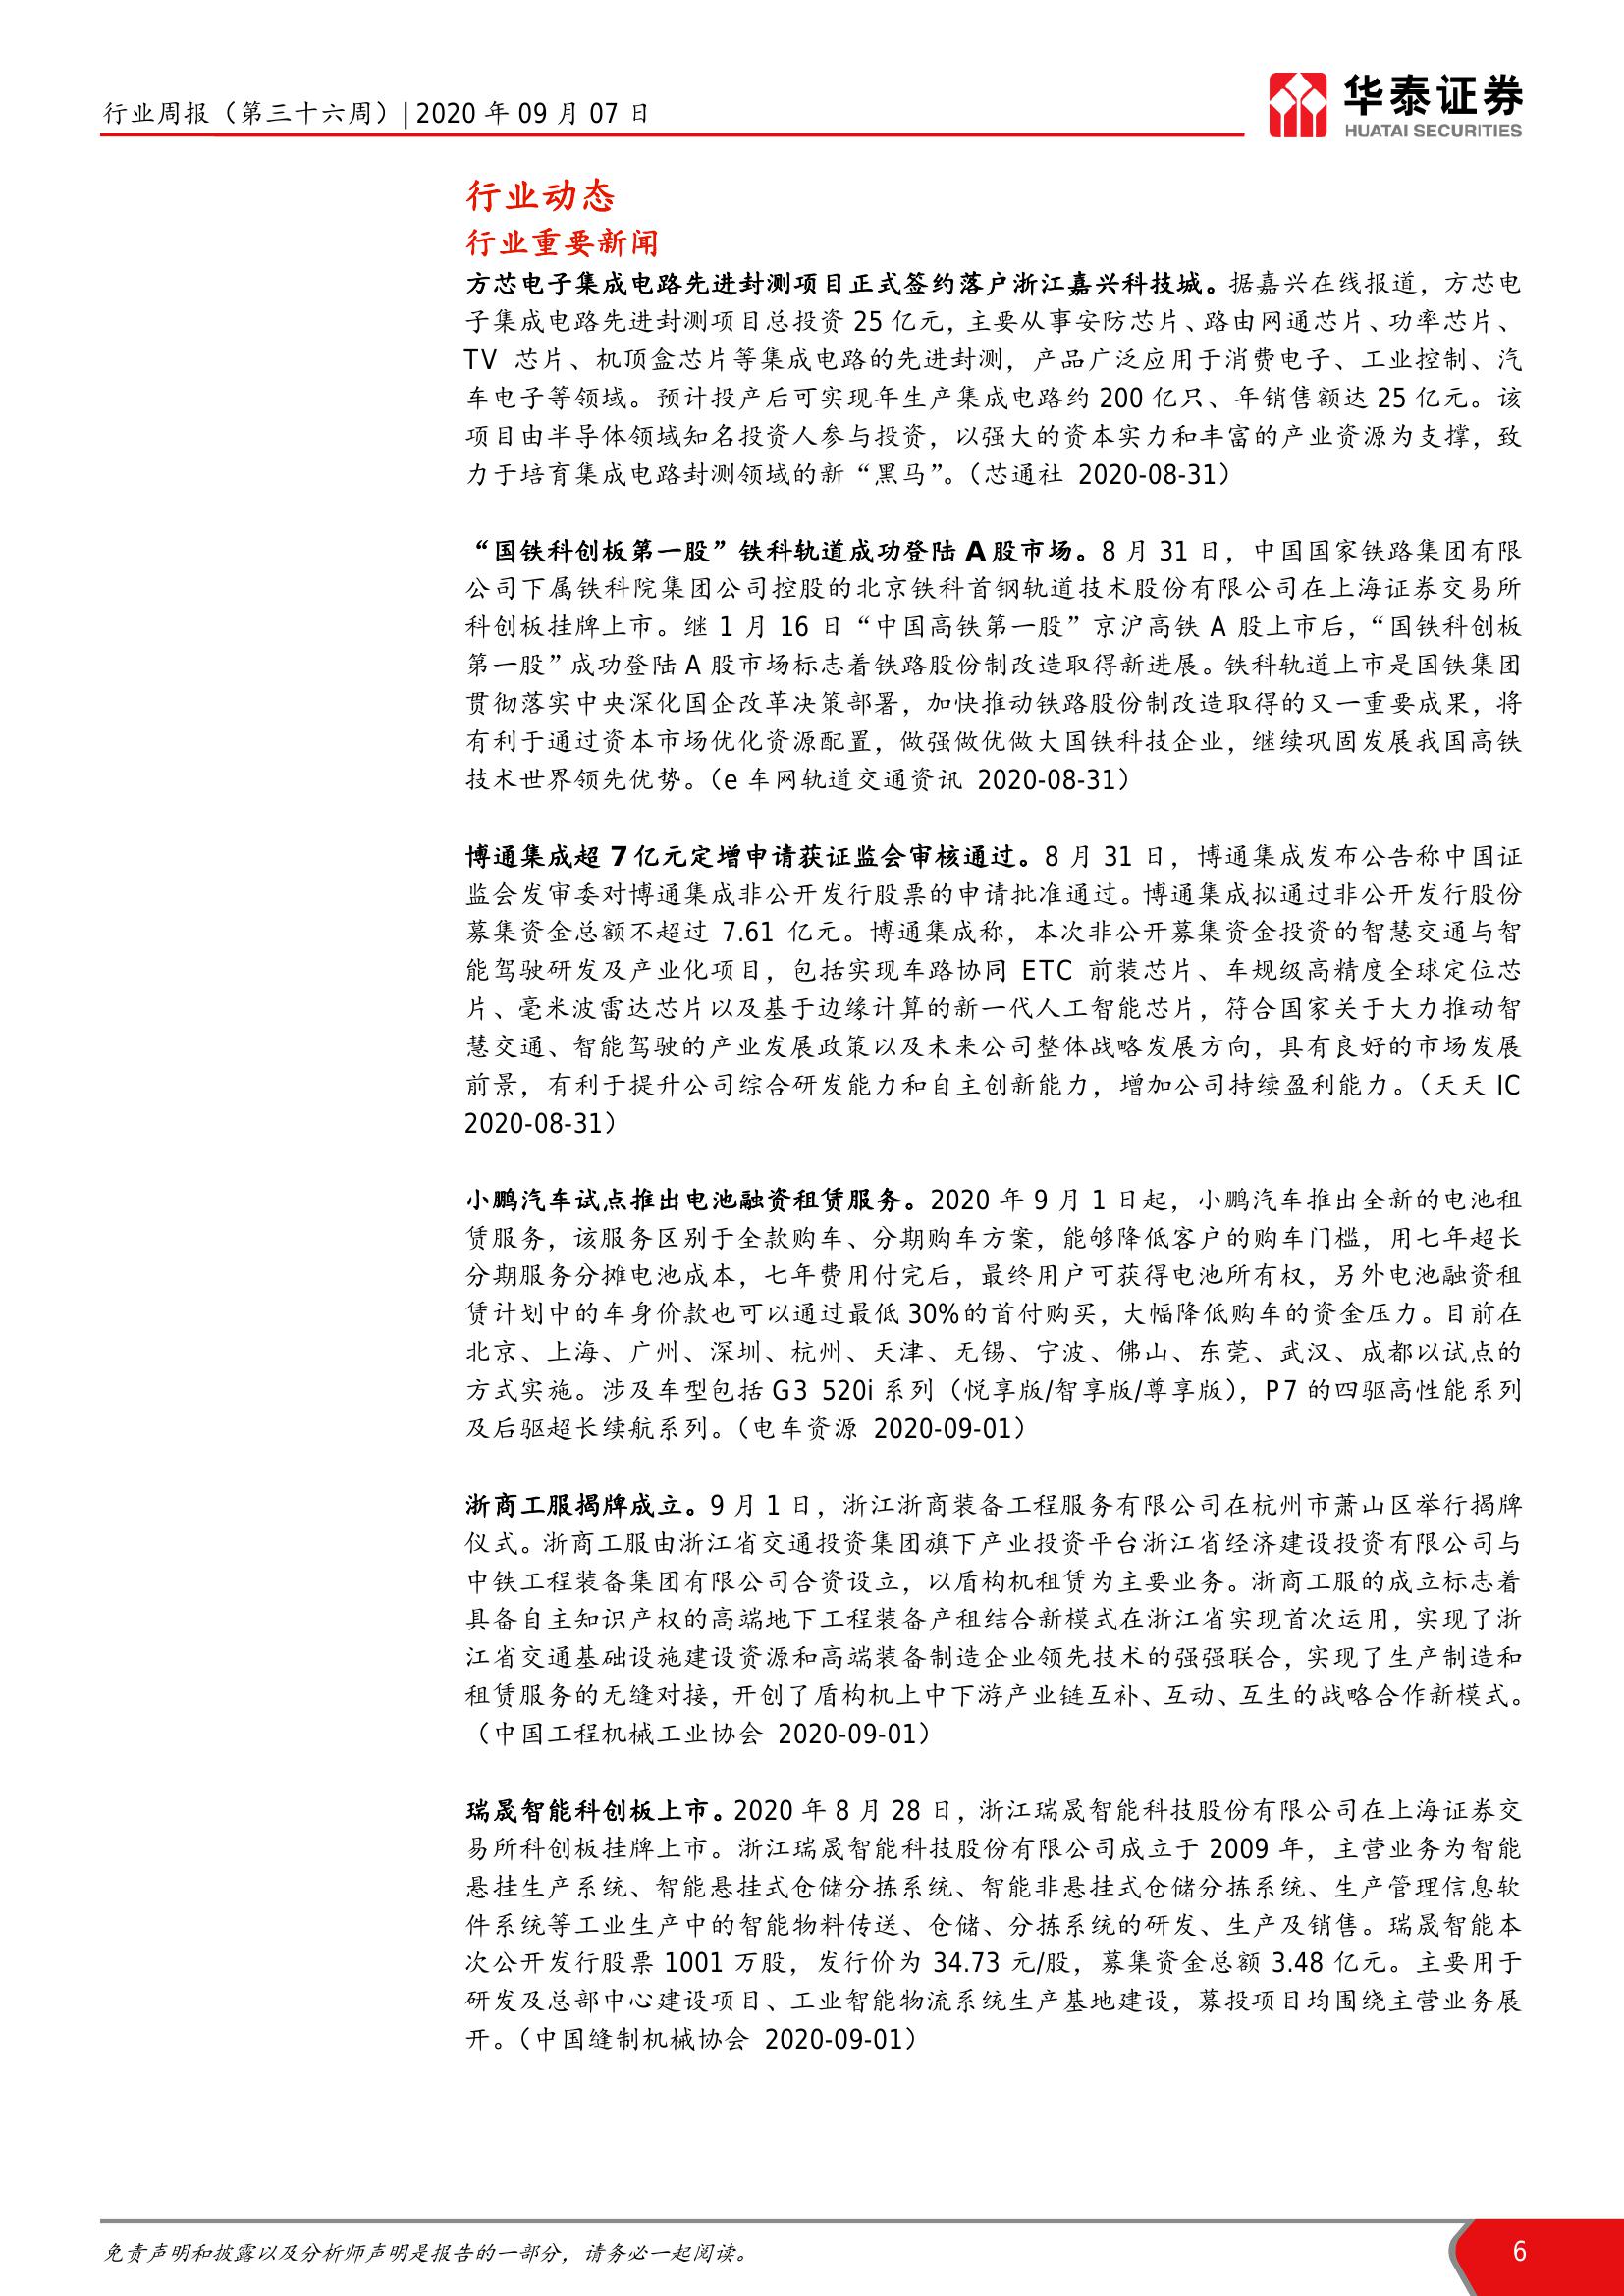 行业周报（第三十六周）| 2020 年 09 月 07 日
华泰证券
HUATAI SECURITIES
行业动态
行业重要新闻
方芯电子集成电路先进封测项目正式签约落户浙江嘉兴科技城。据嘉兴在线报道，方芯电
子集成电路先进封测项目总投资 25 亿元，主要从事安防芯片、路由网通芯片、功率芯片、
TV 芯片、机顶盒芯片等集成电路的先进封测，产品广泛应用于消费电子、工业控制、汽
车电子等领域。预计投产后可实现年生产集成电路约 200 亿只、年销售额达 25 亿元。该
项目由半导体领域知名投资人参与投资，以强大的资本实力和丰富的产业资源为支撑，致
力于培育集成电路封测领域的新“黑马”。（芯通社 2020-08-31）
“国铁科创板第一股”铁科轨道成功登陆 A 股市场。8 月 31 日，中国国家铁路集团有限
公司下属铁科院集团公司控股的北京铁科首钢轨道技术股份有限公司在上海证券交易所
科创板挂牌上市。继 1 月 16 日“中国高铁第一股”京沪高铁 A 股上市后，“国铁科创板
第一股”成功登陆 A 股市场标志着铁路股份制改造取得新进展。铁科轨道上市是国铁集团
贯彻落实中央深化国企改革决策部署，加快推动铁路股份制改造取得的又一重要成果，将
有利于通过资本市场优化资源配置，做强做优做大国铁科技企业，继续巩固发展我国高铁
技术世界领先优势。（e 车网轨道交通资讯 2020-08-31）
博通集成超 7 亿元定增申请获证监会审核通过。8 月 31 日，博通集成发布公告称中国证
监会发审委对博通集成非公开发行股票的申请批准通过。博通集成拟通过非公开发行股份
募集资金总额不超过 7.61 亿元。博通集成称，本次非公开募集资金投资的智慧交通与智
能驾驶研发及产业化项目，包括实现车路协同 ETC 前装芯片、车规级高精度全球定位芯
片、毫米波雷达芯片以及基于边缘计算的新一代人工智能芯片，符合国家关于大力推动智
慧交通、智能驾驶的产业发展政策以及未来公司整体战略发展方向，具有良好的市场发展
前景，有利于提升公司综合研发能力和自主创新能力，增加公司持续盈利能力。（天天 IC
2020-08-31）
小鹏汽车试点推出电池融资租赁服务。2020 年 9 月 1 日起，小鹏汽车推出全新的电池租
赁服务，该服务区别于全款购车、分期购车方案，能够降低客户的购车门槛，用七年超长
分期服务分摊电池成本，七年费用付完后，最终用户可获得电池所有权，另外电池融资租
赁计划中的车身价款也可以通过最低 30%的首付购买，大幅降低购车的资金压力。目前在
北京、上海、广州、深圳、杭州、天津、无锡、宁波、佛山、东莞、武汉、成都以试点的
方式实施。涉及车型包括 G3 520i 系列（悦享版/智享版/尊享版），P7 的四驱高性能系列
及后驱超长续航系列。（电车资源 2020-09-01）
浙商工服揭牌成立。9 月 1 日，浙江浙商装备工程服务有限公司在杭州市萧山区举行揭牌
仪式。浙商工服由浙江省交通投资集团旗下产业投资平台浙江省经济建设投资有限公司与
中铁工程装备集团有限公司合资设立，以盾构机租赁为主要业务。浙商工服的成立标志着
具备自主知识产权的高端地下工程装备产租结合新模式在浙江省实现首次运用，实现了浙
江省交通基础设施建设资源和高端装备制造企业领先技术的强强联合，实现了生产制造和
租赁服务的无缝对接，开创了盾构机上中下游产业链互补、互动、互生的战略合作新模式。
（中国工程机械工业协会 2020-09-01）
瑞晟智能科创板上市。2020 年 8 月 28 日，浙江瑞晟智能科技股份有限公司在上海证券交
易所科创板挂牌上市。浙江瑞晟智能科技股份有限公司成立于 2009 年，主营业务为智能
悬挂生产系统、智能悬挂式仓储分拣系统、智能非悬挂式仓储分拣系统、生产管理信息软
件系统等工业生产中的智能物料传送、仓储、分拣系统的研发、生产及销售。瑞晟智能本
次公开发行股票 1001 万股，发行价为 34.73 元/股，募集资金总额 3.48 亿元。主要用于
研发及总部中心建设项目、工业智能物流系统生产基地建设，募投项目均围绕主营业务展
开。（中国缝制机械协会 2020-09-01）
免责声明和披露以及分析师声明是报告的一部分，请务必一起阅读。
6